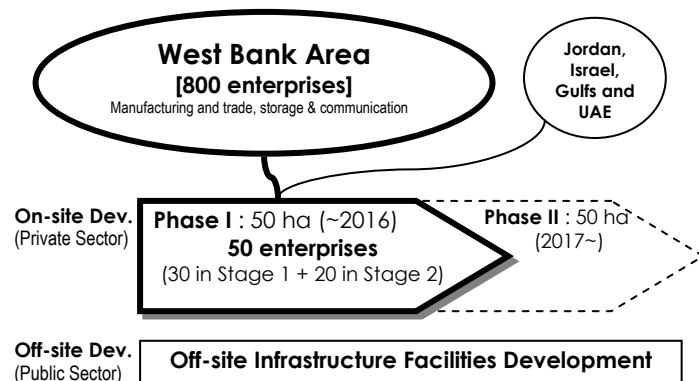 West Bank Area
[800 enterprises]
Manufacturing and trade, storage & communication
Jordan,
Israel,
Gulfs and
UAE
On-site Dev.
(Private Sector)
Phase I : 50 ha (~2016)
50 enterprises
(30 in Stage 1 + 20 in Stage 2)
Phase II : 50 ha
(2017~)
Off-site Dev.
(Public Sector)
Off-site Infrastructure Facilities Development